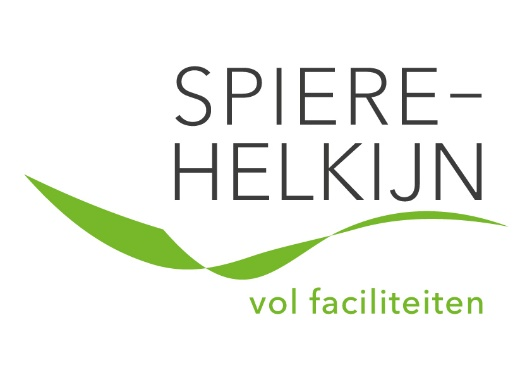 SPIERE–
HELKIJN
vol faciliteiten